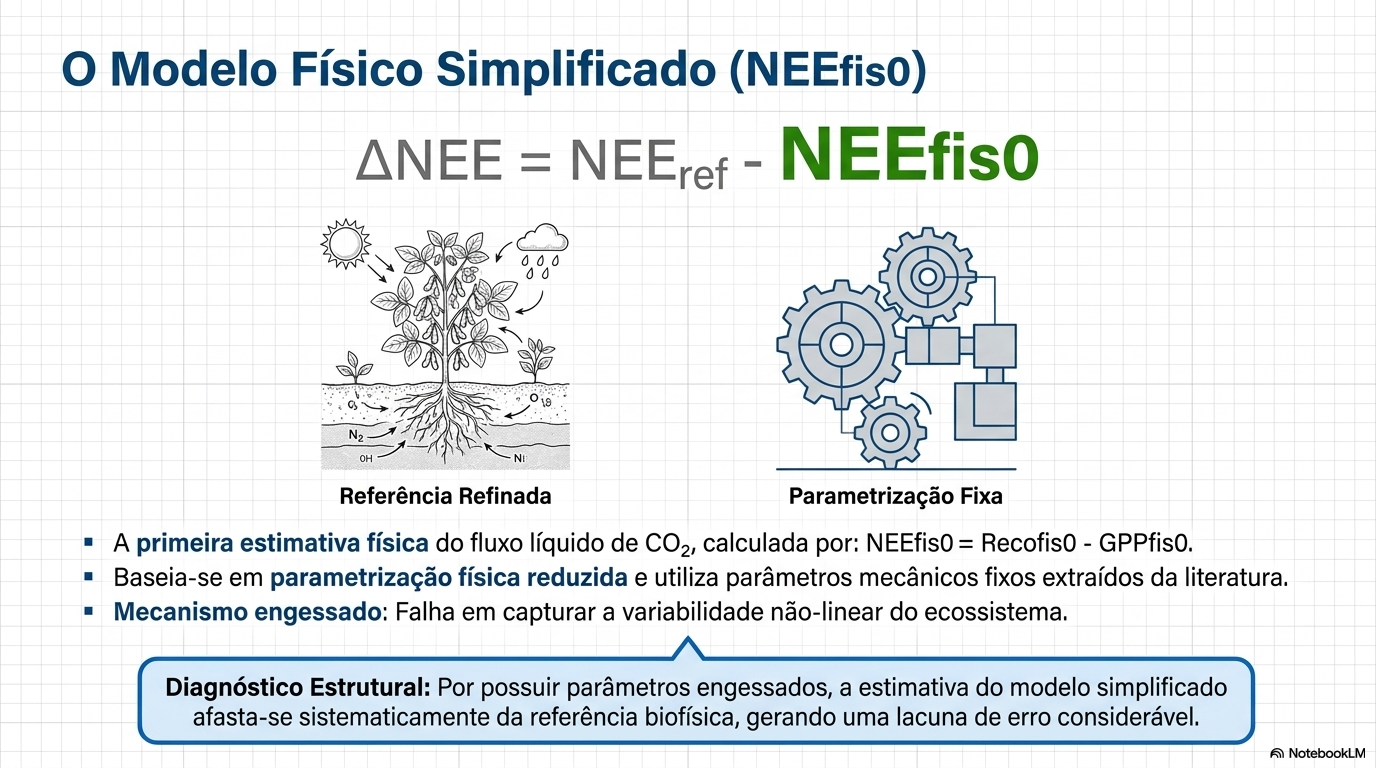 O Modelo Físico Simplificado (NEEfis0)
ΔNEE = NEE_ref - NEEfis0
N₂
OH
Ni
Referência Refinada
Parametrização Fixa
▪ A primeira estimativa física do fluxo líquido de CO₂, calculada por: NEEfis0 = Recofis0 - GPPfis0.
▪ Baseia-se em parametrização física reduzida e utiliza parâmetros mecânicos fixos extraídos da literatura.
▪ Mecanismo engessado: Falha em capturar a variabilidade não-linear do ecossistema.
Diagnóstico Estrutural: Por possuir parâmetros engessados, a estimativa do modelo simplificado
afasta-se sistematicamente da referência biofísica, gerando uma lacuna de erro considerável.
NotebookLM